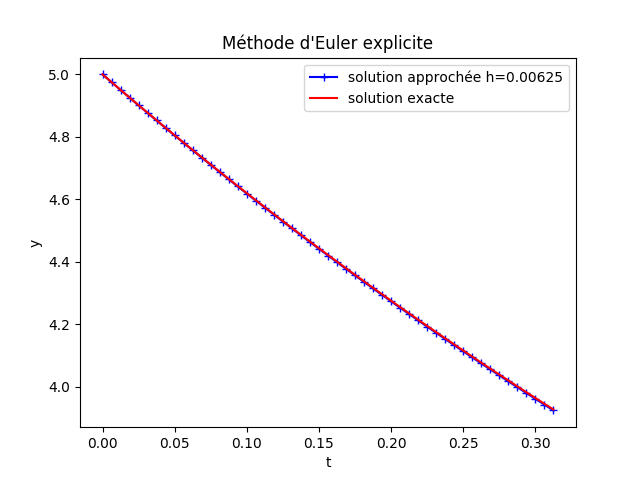 Méthode d'Euler explicite
solution approchée h=0.00625
solution exacte
y
5.0
4.8
4.6
4.4
4.2
4.0
0.00 0.05 0.10 0.15 0.20 0.25 0.30
t